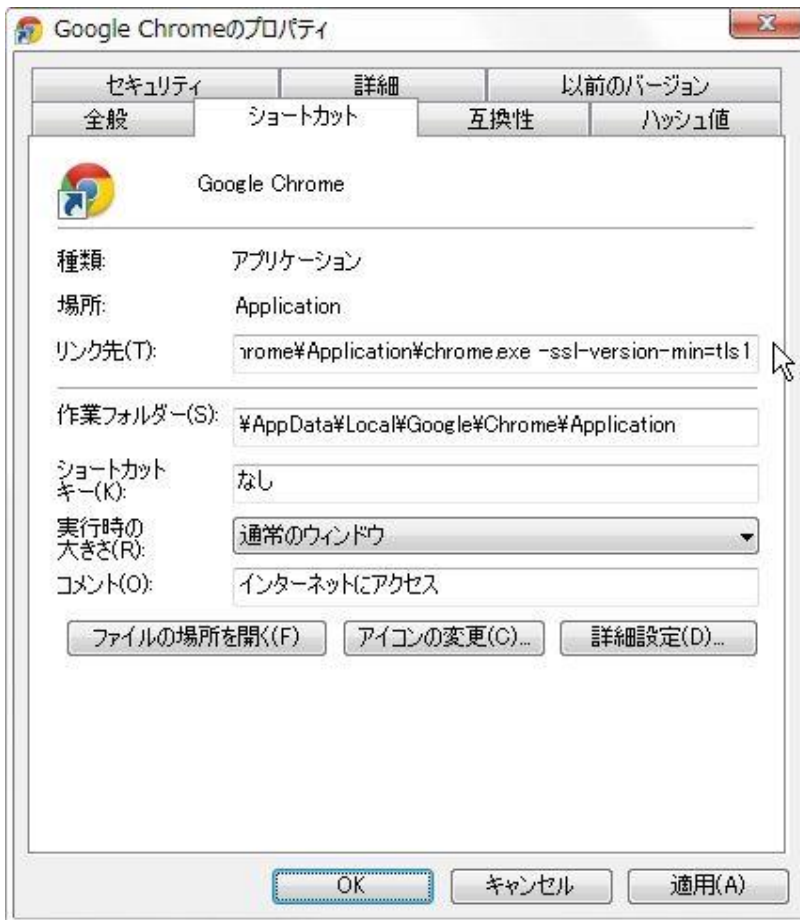 Google Chromeのプロパティ
セキュリティ 詳細 以前のバージョン
全般 ショートカット 互換性 ハッシュ値
Google Chrome
種類: アプリケーション
場所: Application
リンク先(T): rome¥Application¥chrome.exe -ssl-version-min=tls1
作業フォルダー(S): ¥AppData¥Local¥Google¥Chrome¥Application
ショートカット
キー(K): なし
実行時の
大きさ(R): 通常のウィンドウ
コメント(O): インターネットにアクセス
ファイルの場所を開く(F) アイコンの変更(C)... 詳細設定(D)...
OK キャンセル 適用(A)